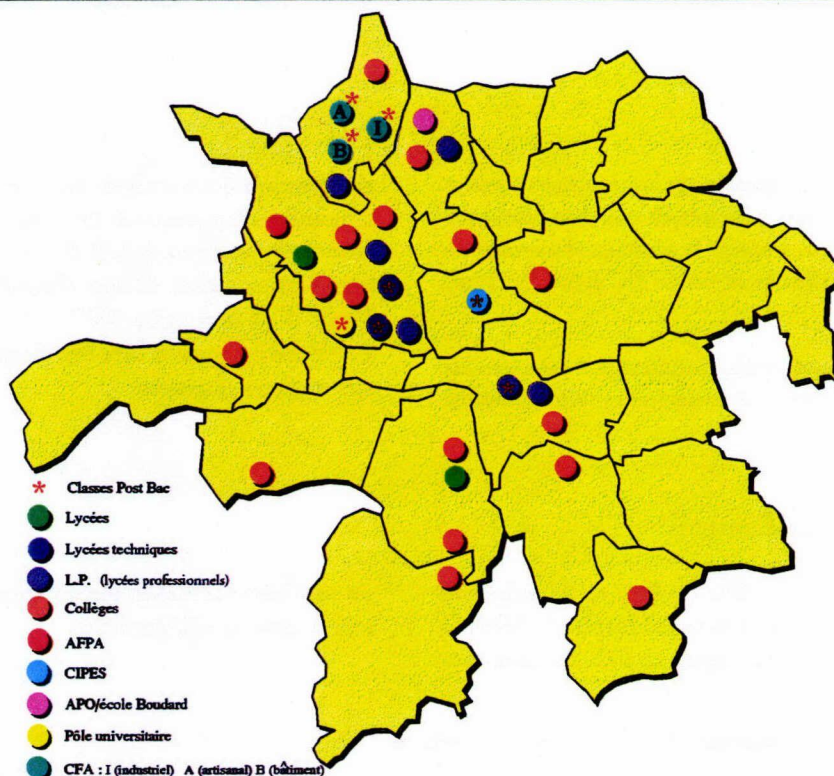 A
I
B
* Classes Post Bac
Lycées
Lycées techniques
L.P. (lycées professionnels)
Collèges
AFPA
CIPES
APO/école Boudard
Pôle universitaire
CFA : I (industriel) A (artisanal) B (bâtiment)